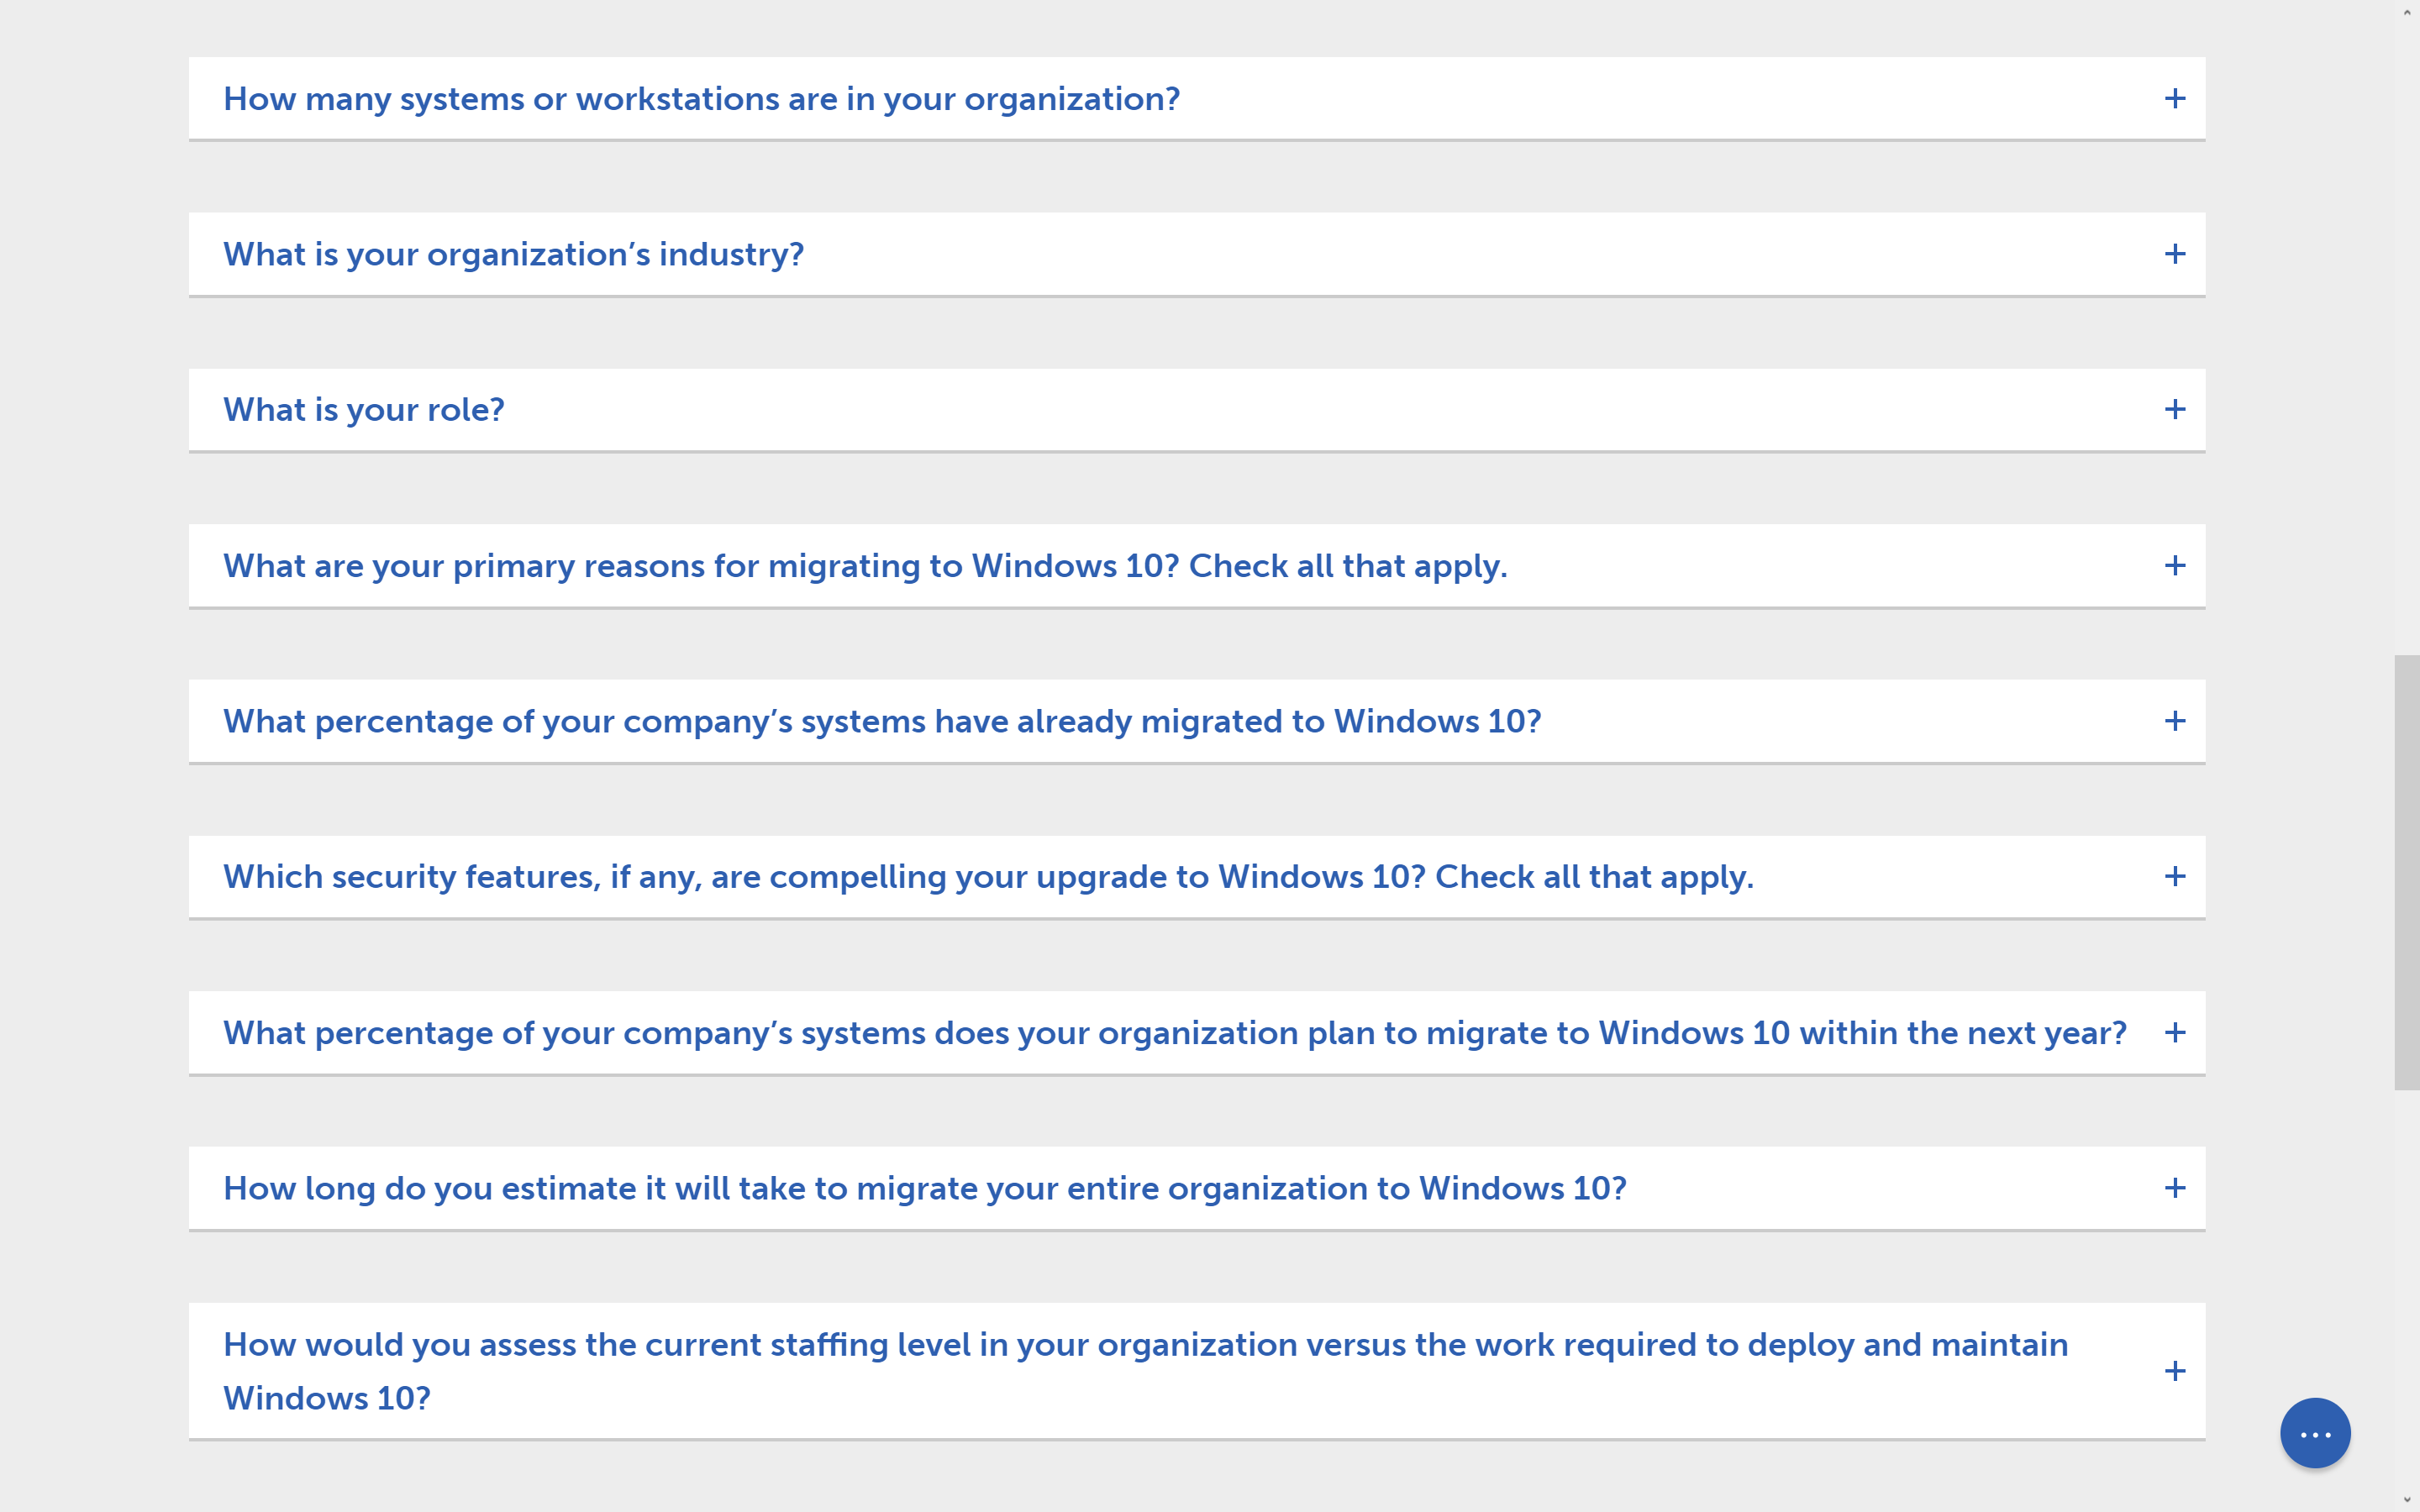 How many systems or workstations are in your organization?
What is your organization’s industry?
What is your role?
What are your primary reasons for migrating to Windows 10? Check all that apply.
What percentage of your company’s systems have already migrated to Windows 10?
Which security features, if any, are compelling your upgrade to Windows 10? Check all that apply.
What percentage of your company’s systems does your organization plan to migrate to Windows 10 within the next year?
How long do you estimate it will take to migrate your entire organization to Windows 10?
How would you assess the current staffing level in your organization versus the work required to deploy and maintain
Windows 10?